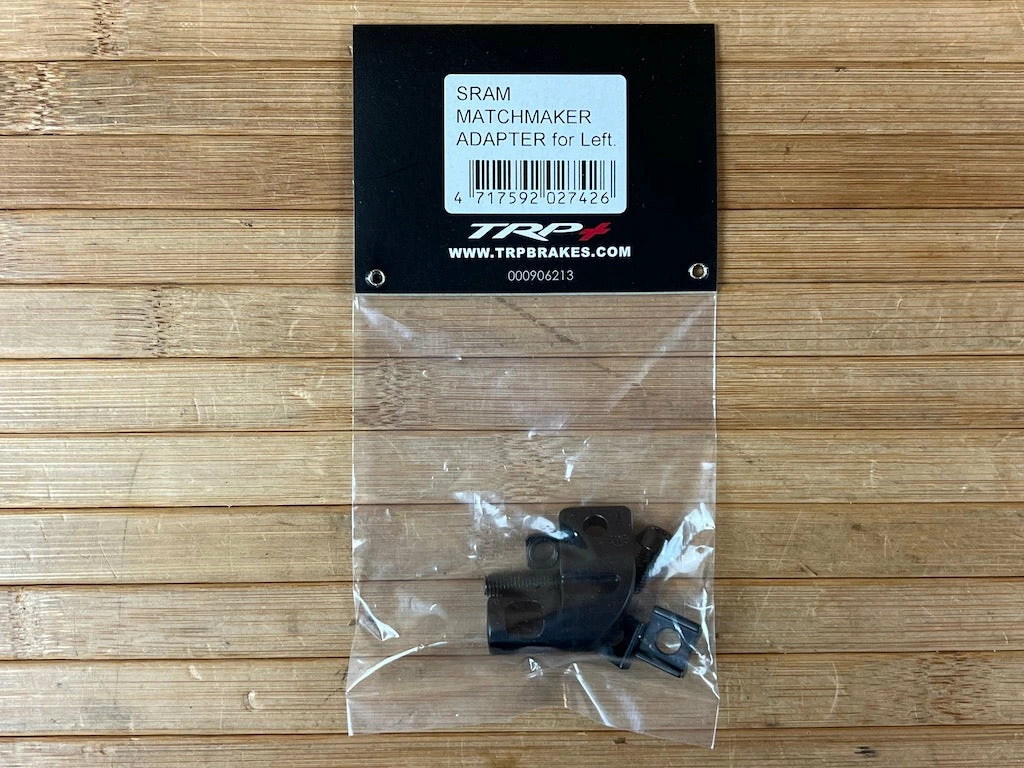 SRAM
MATCHMAKER
ADAPTER for Left.
4 717592 027426
TRP+
WWW.TRPBRAKES.COM
000906213